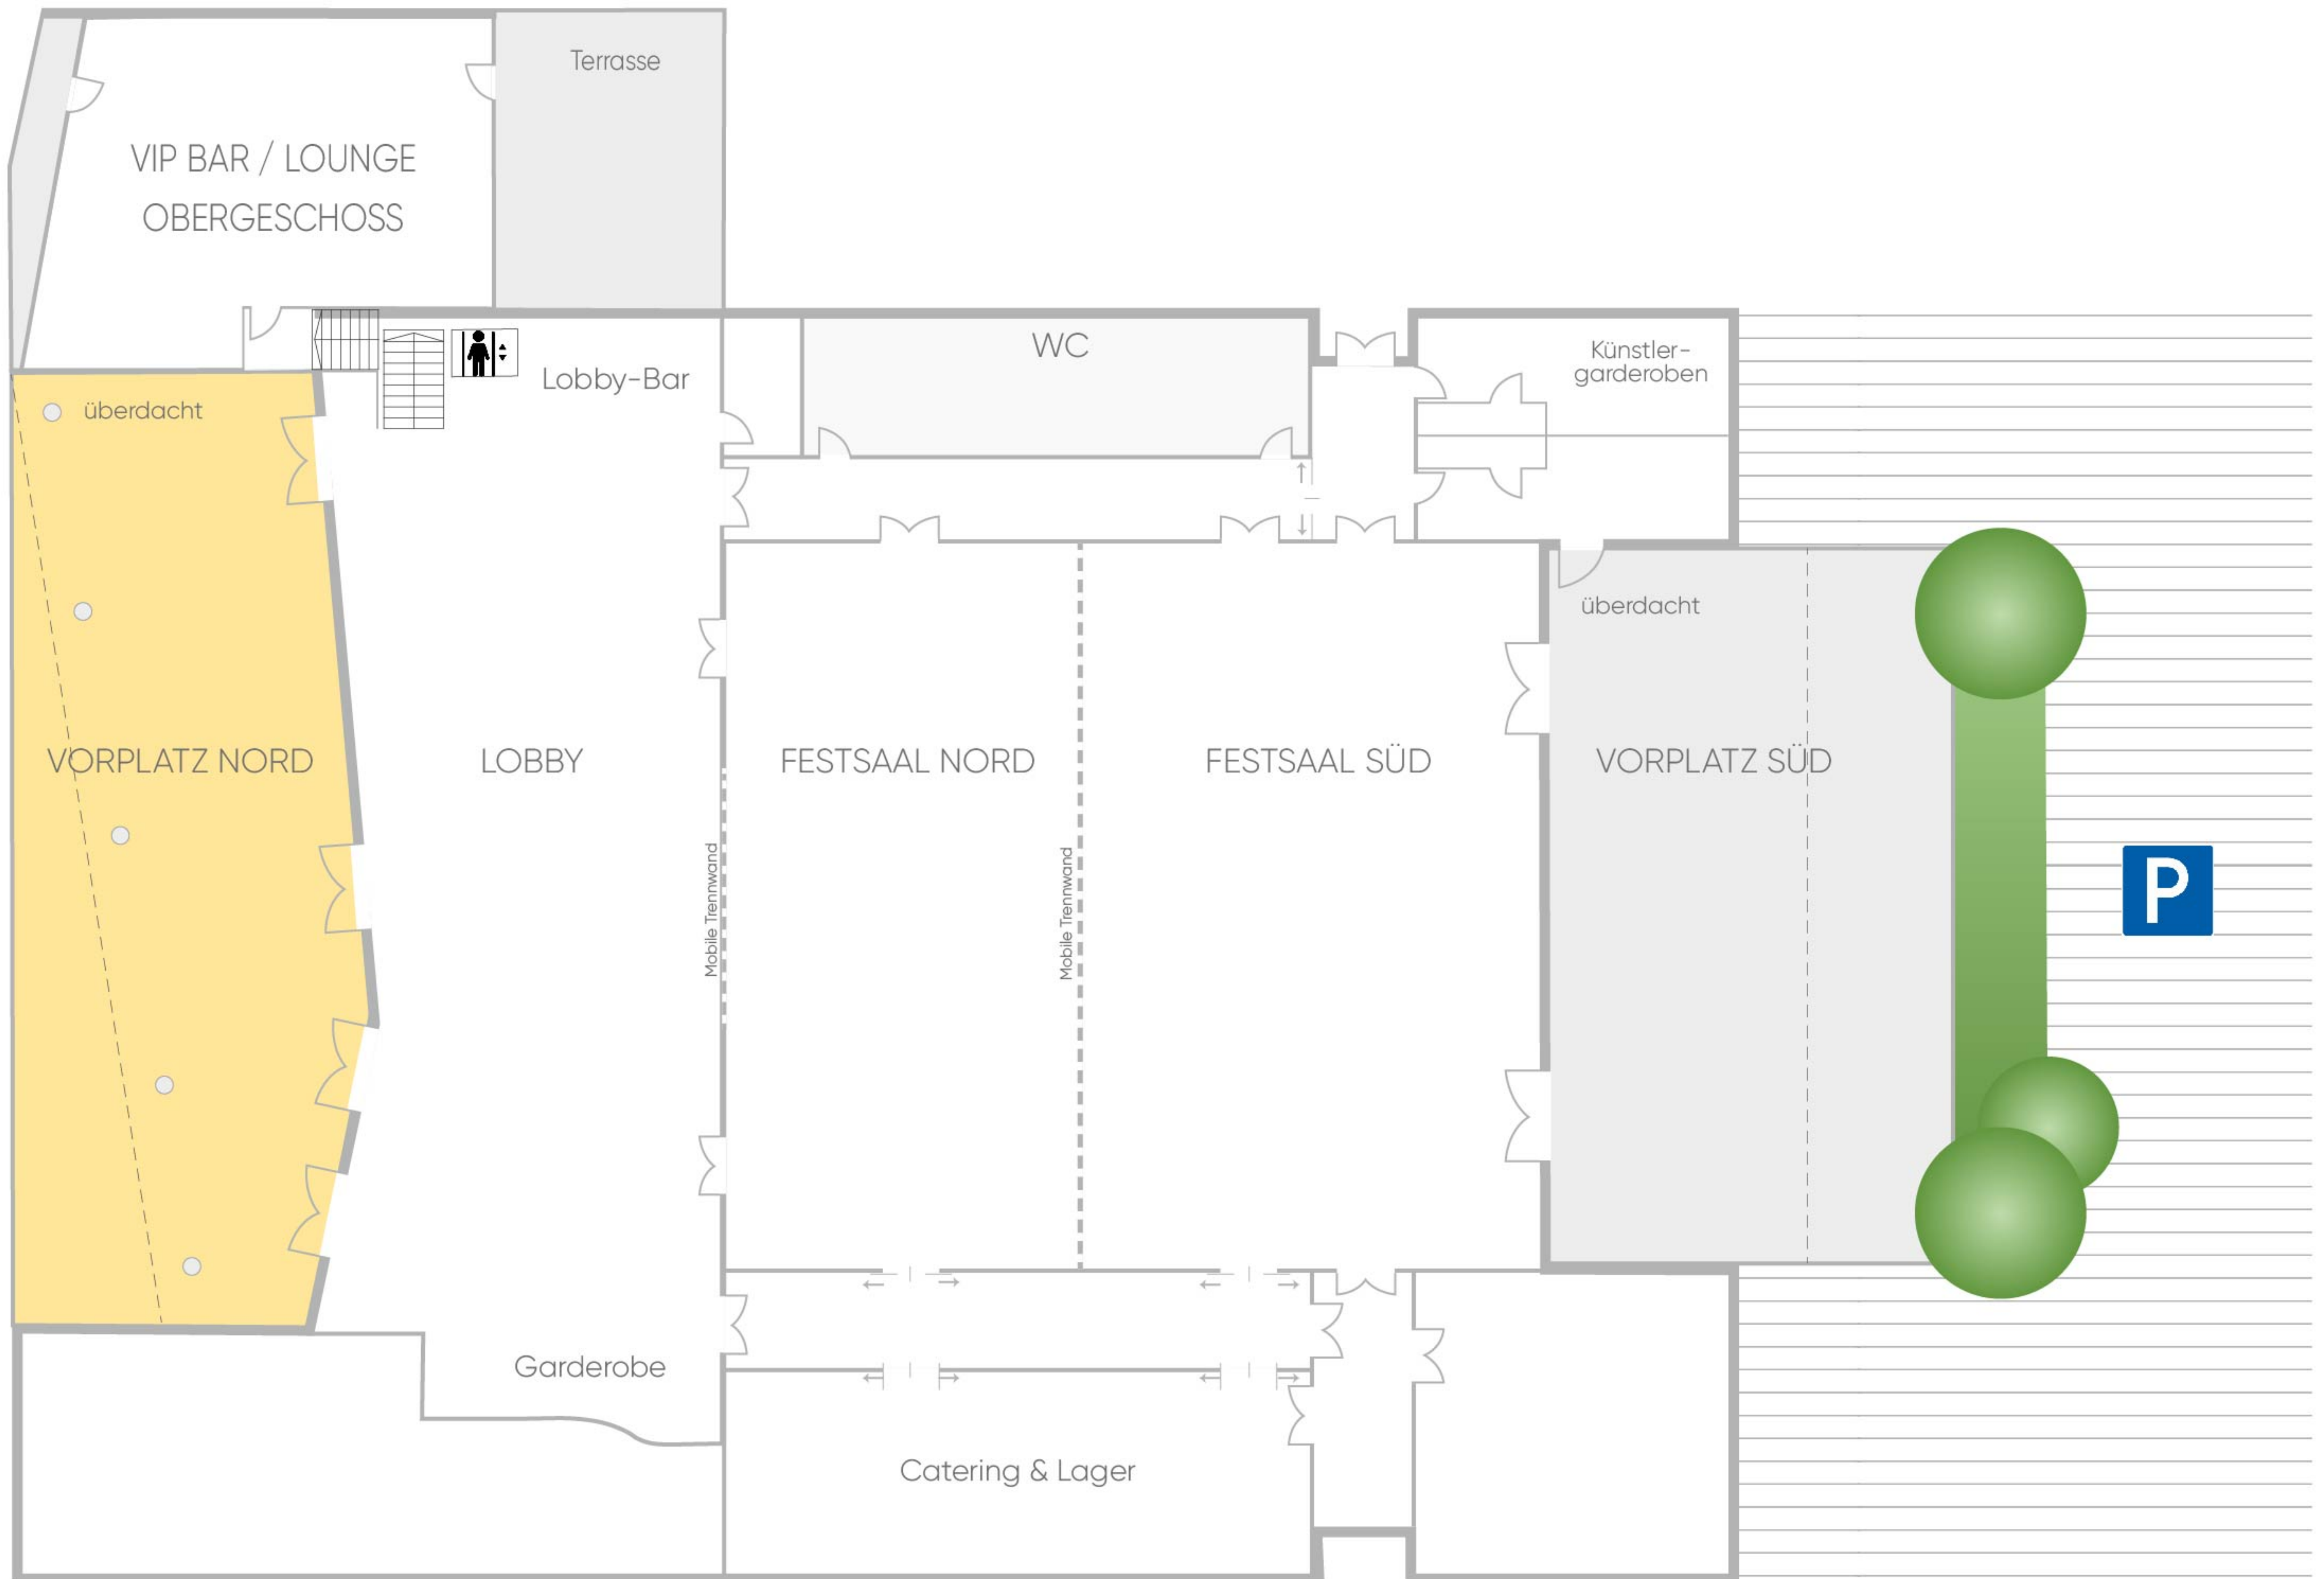 Terrasse
VIP BAR / LOUNGE
OBERGESCHOSS
WC
Künstler-
garderoben
Lobby-Bar
überdacht
überdacht
VORPLATZ NORD
LOBBY
FESTSAAL NORD
FESTSAAL SÜD
VORPLATZ SÜD
Mobile Trennwand
Mobile Trennwand
P
Garderobe
Catering & Lager